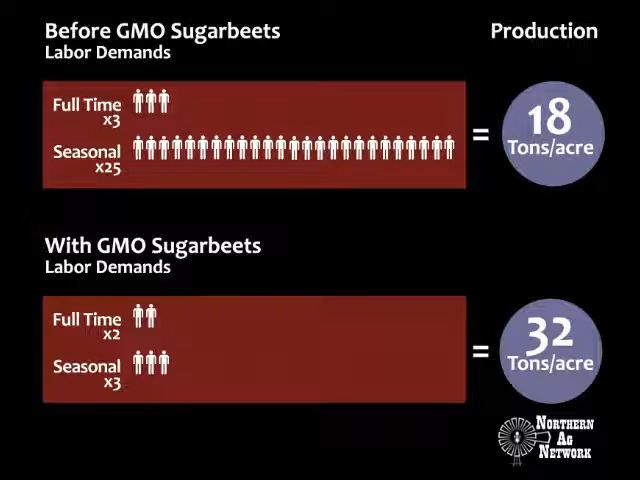 Before GMO Sugarbeets
Labor Demands
Production
Full Time
x3
Seasonal
x25
=
18
Tons/acre
With GMO Sugarbeets
Labor Demands
Full Time
x2
Seasonal
x3
=
32
Tons/acre
Northern
Ag
Network